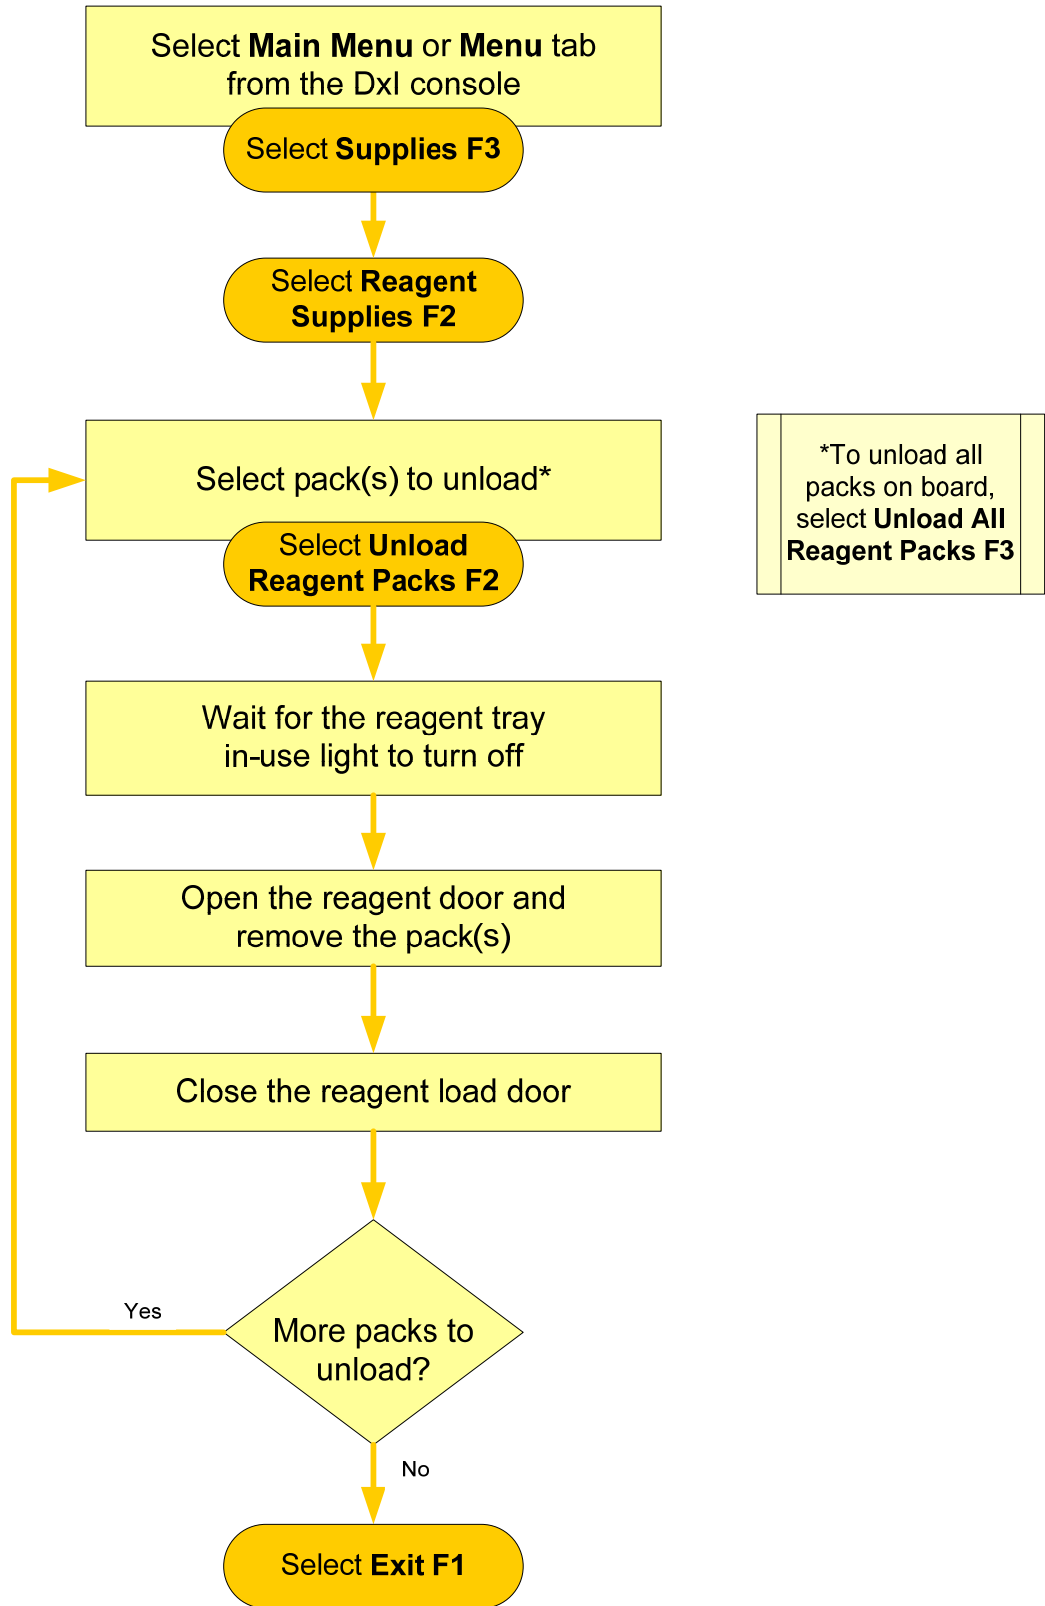 Select Main Menu or Menu tab
from the DxI console
Select Supplies F3
Select Reagent
Supplies F2
Select pack(s) to unload*
Select Unload
Reagent Packs F2
*To unload all
packs on board,
select Unload All
Reagent Packs F3
Wait for the reagent tray
in-use light to turn off
Open the reagent door and
remove the pack(s)
Close the reagent load door
More packs to
unload?
Yes
No
Select Exit F1